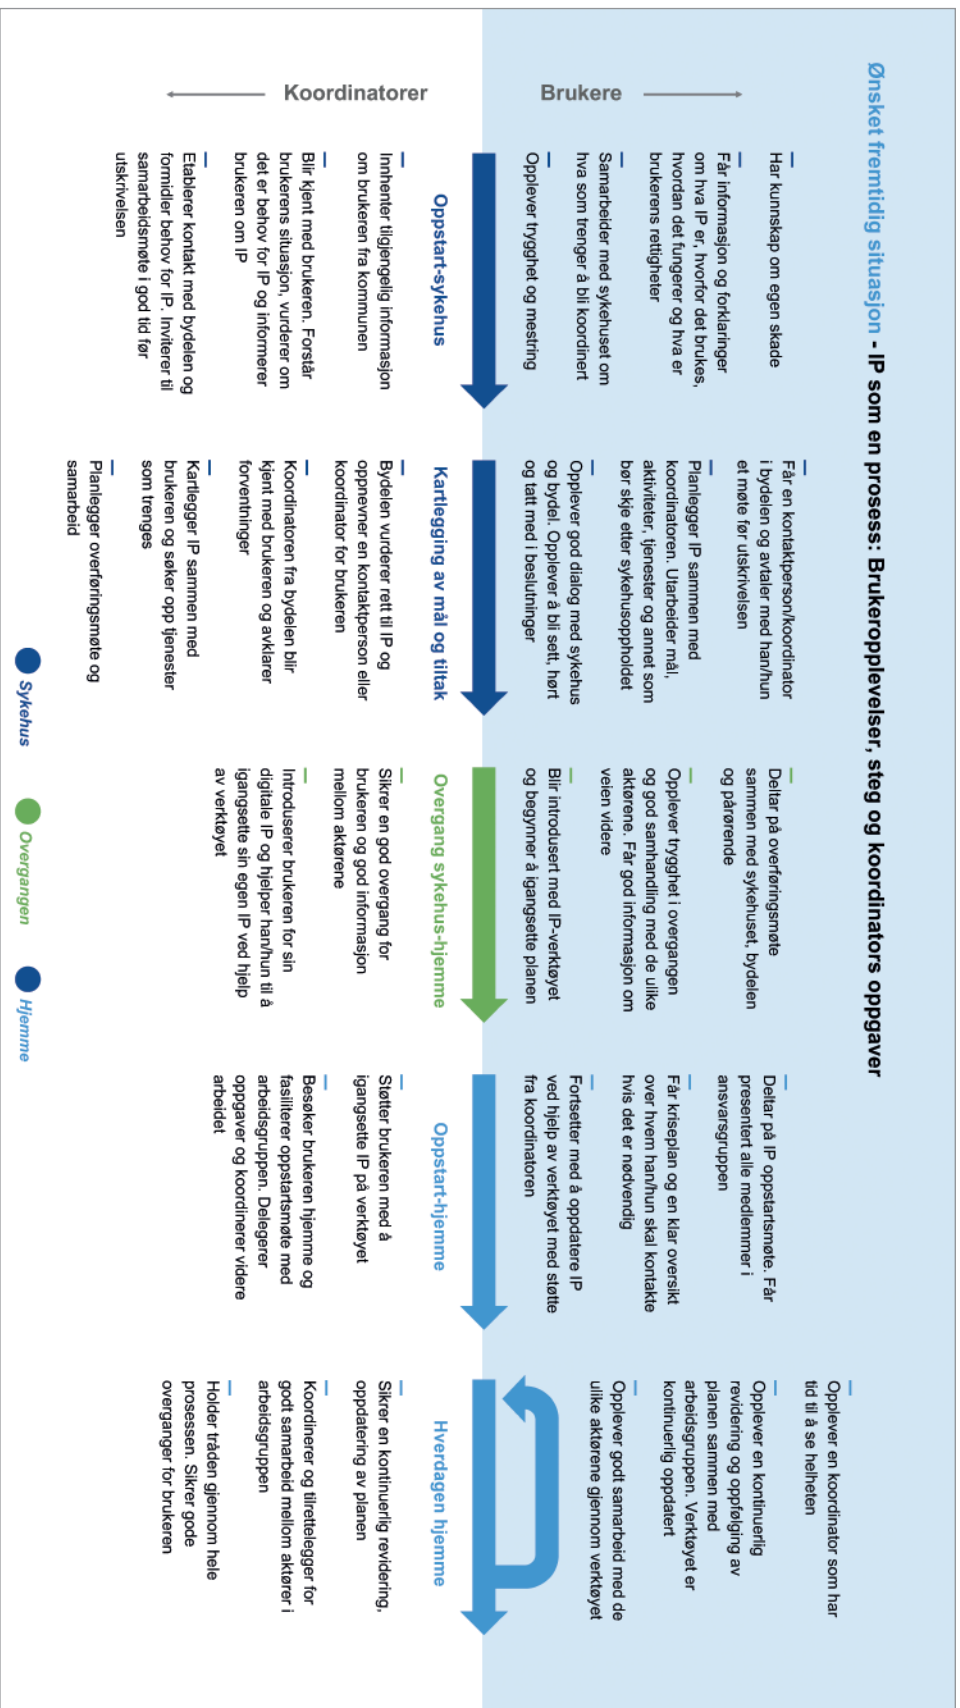 Ønsket fremtidig situasjon - IP som en prosess: Brukeropplevelser, steg og koordinators oppgaver
Brukere
Har kunnskap om egen skade
Får informasjon og forklaringer
om hva IP er, hvorfor det brukes,
hvordan det fungerer og hva er
brukerens rettigheter
Samarbeider med sykehuset om
hva som trenger å bli koordinert
Opplever trygghet og mestring
Får en kontaktperson/koordinator
i bydelen og avtaler med han/hun
et møte før utskrivelsen
Planlegger IP sammen med
koordinatoren. Utarbeider mål,
aktiviteter, tjenester og annet som
bør skje etter sykehusoppholdet
Opplever god dialog med sykehus
og bydel. Opplever å bli sett, hørt
og tatt med i beslutninger
Deltar på overføringsmøte
sammen med sykehuset, bydelen
og pårørende
Opplever trygghet i overgangen
og god samhandling med de ulike
aktørene. Får god informasjon om
veien videre
Blir introdusert med IP-verktøyet
og begynner å igangsette planen
Deltar på IP oppstartsmøte. Får
presentert alle medlemmer i
ansvarsgruppen
Får kriseplan og en klar oversikt
over hvem han/hun skal kontakte
hvis det er nødvendig
Fortsetter med å oppdatere IP
ved hjelp av verktøyet med støtte
fra koordinatoren
Opplever en koordinator som har
tid til å se helheten
Opplever en kontinuerlig
revidering og oppfølging av
planen sammen med
arbeidsgruppen. Verktøyet er
kontinuerlig oppdatert
Opplever godt samarbeid med de
ulike aktørene gjennom verktøyet
Koordinatorer
Oppstart-sykehus
Innhenter tilgjengelig informasjon
om brukeren fra kommunen
Blir kjent med brukeren. Forstår
brukerens situasjon, vurderer om
det er behov for IP og informerer
brukeren om IP
Etablerer kontakt med bydelen og
formidler behov for IP. Inviterer til
samarbeidsmøte i god tid før
utskrivelsen
Kartlegging av mål og tiltak
Bydelen vurderer rett til IP og
oppnevner en kontaktperson eller
koordinator for brukeren
Koordinatoren fra bydelen blir
kjent med brukeren og avklarer
forventninger
Kartlegger IP sammen med
brukeren og søker opp tjenester
som trenges
Planlegger overføringsmøte og
samarbeid
Overgang sykehus-hjemme
Sikrer en god overgang for
brukeren og god informasjon
mellom aktørene
Introduserer brukeren for sin
digitale IP og hjelper han/hun til å
igangsette sin egen IP ved hjelp
av verktøyet
Oppstart-hjemme
Støtter brukeren med å
igangsette IP på verktøyet
Besøker brukeren hjemme og
fasiliterer oppstartsmøte med
arbeidsgruppen. Delegerer
oppgaver og koordinerer videre
arbeidet
Hverdagen hjemme
Sikrer en kontinuerlig revidering,
oppdatering av planen
Koordinerer og tilrettelegger for
godt samarbeid mellom aktører i
arbeidsgruppen
Holder tråden gjennom hele
prosessen. Sikrer gode
overganger for brukeren
Sykehus
Overgangen
Hjemme